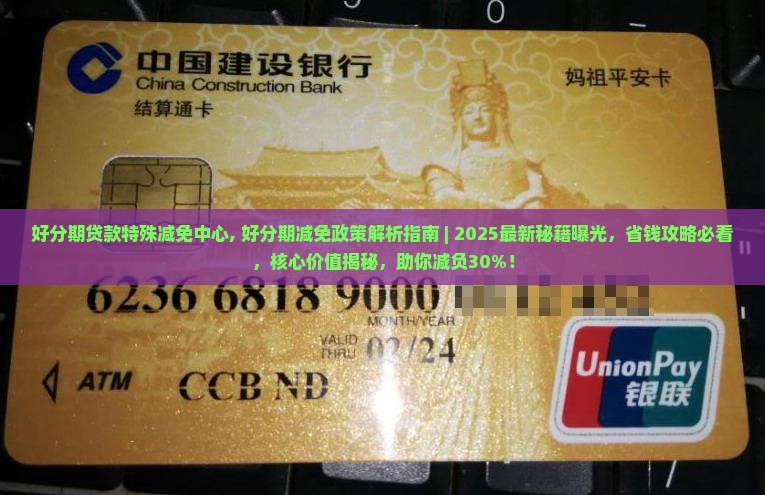 0
中国建设银行
China Construction Bank
结算通卡
妈祖平安卡
好分期贷款特殊减免中心, 好分期减免政策解析指南 | 2025最新秘籍曝光，省钱攻略必看
，核心价值揭秘，助你减负30%！
6236 6818 9000
MONTH/YEAR
VALID
THRU
02/24
ATM
CCB ND
UnionPay
银联